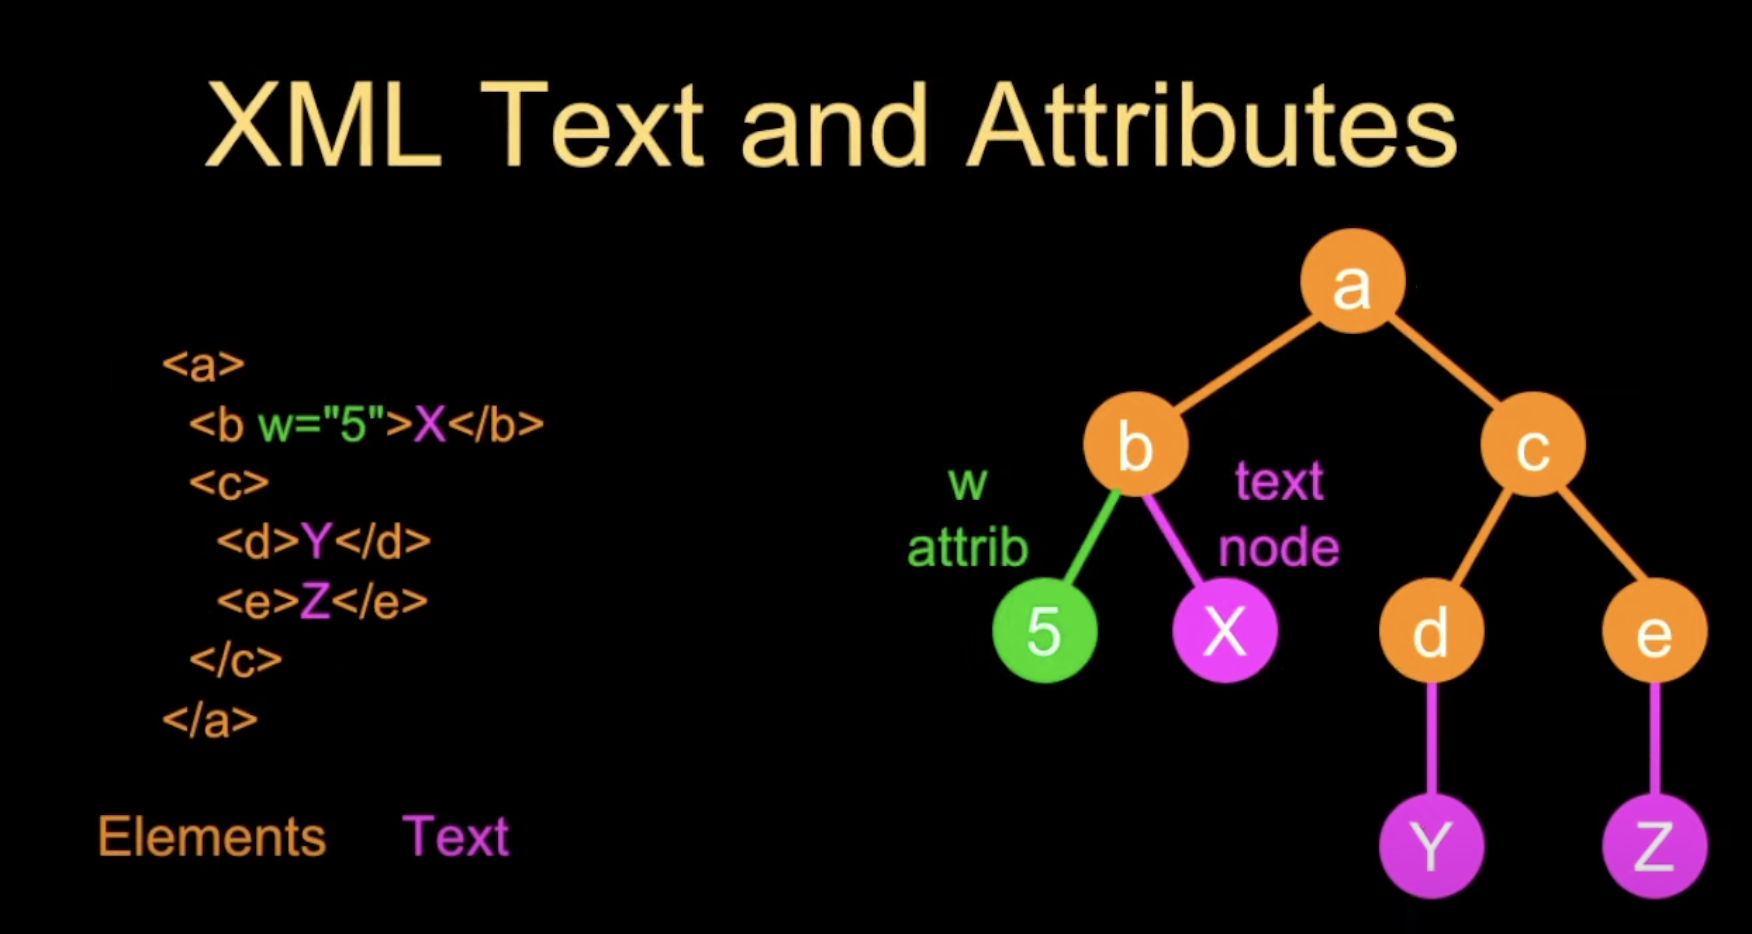 XML Text and Attributes
<a>
<b w="5">X</b>
<c>
<d>Y</d>
<e>Z</e>
</c>
</a>
Elements Text
a
b c
w
attrib
text
node
5 X d e
Y Z